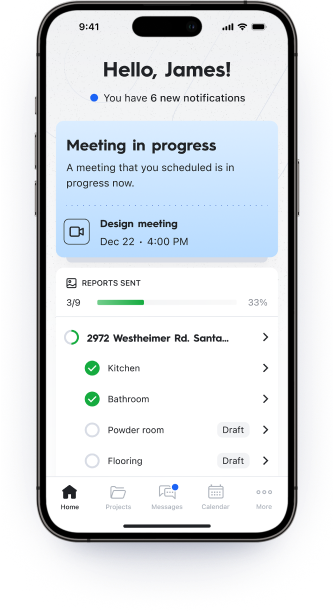 9:41
Hello, James!
You have 6 new notifications
Meeting in progress
A meeting that you scheduled is in
progress now.
Design meeting
Dec 22 • 4:00 PM
REPORTS SENT
3/9 33%
2972 Westheimer Rd. Santa...
Kitchen
Bathroom
Powder room Draft
Flooring Draft
Home Projects Messages Calendar More